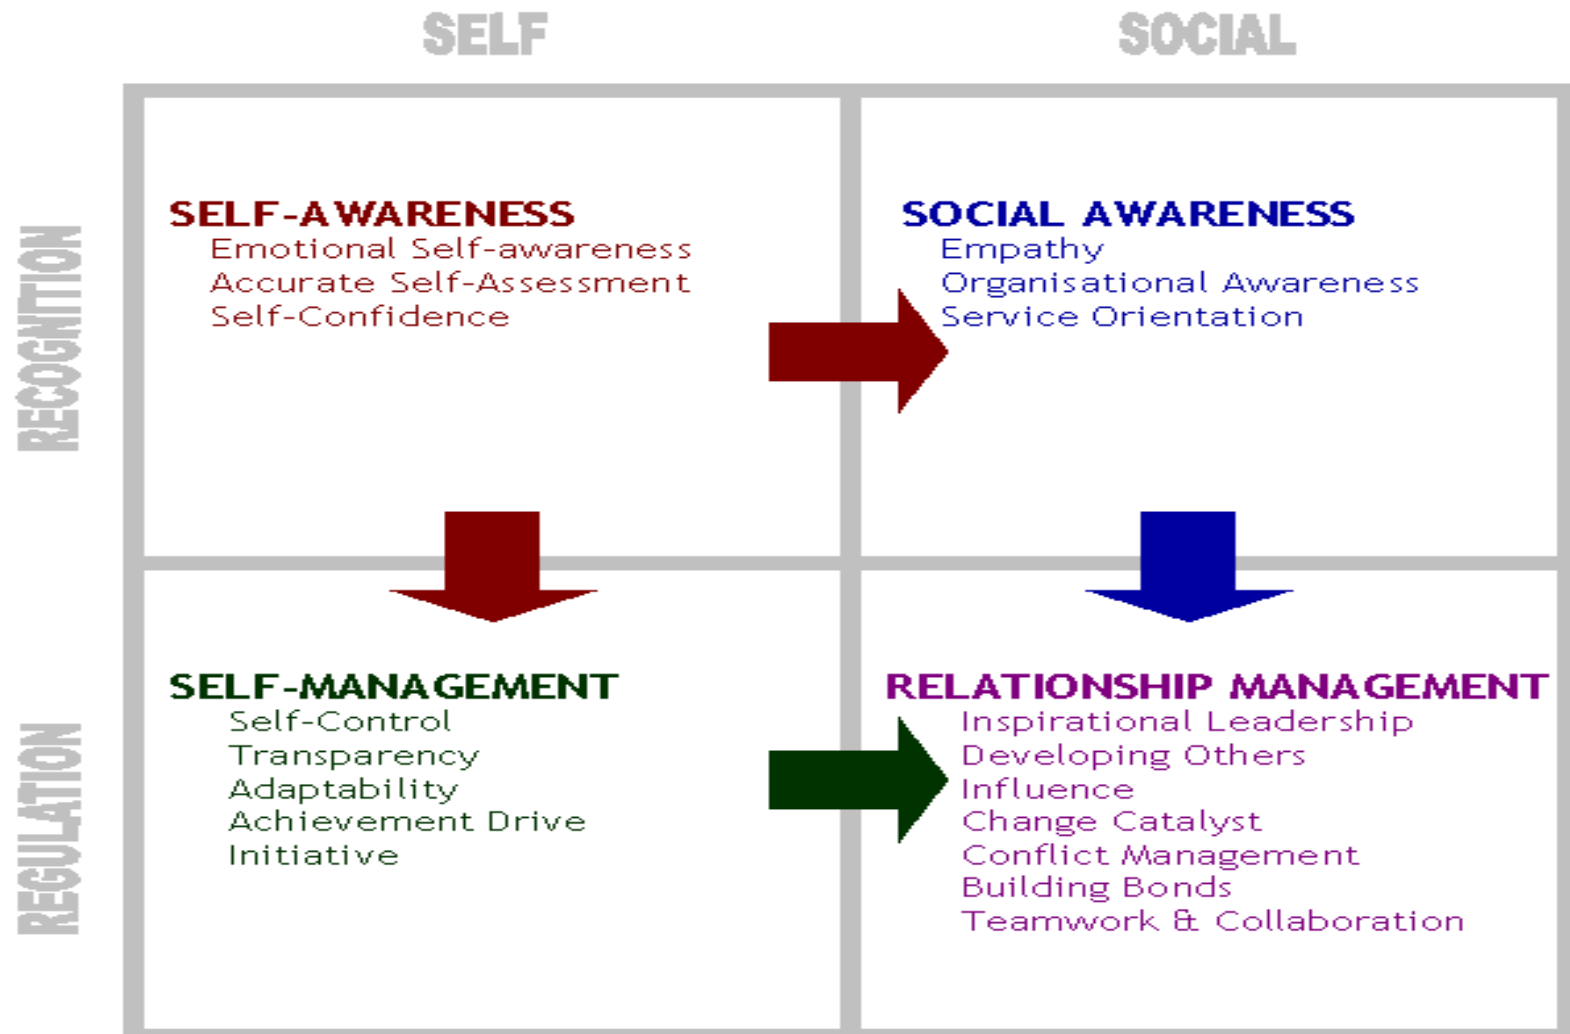 SELF
SOCIAL
RECOGNITION
SELF-AWARENESS
Emotional Self-awareness
Accurate Self-Assessment
Self-Confidence
SOCIAL AWARENESS
Empathy
Organisational Awareness
Service Orientation
REGULATION
SELF-MANAGEMENT
Self-Control
Transparency
Adaptability
Achievement Drive
Initiative
RELATIONSHIP MANAGEMENT
Inspirational Leadership
Developing Others
Influence
Change Catalyst
Conflict Management
Building Bonds
Teamwork & Collaboration